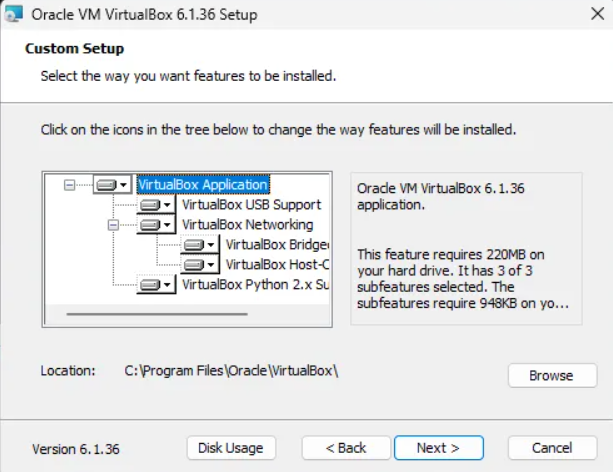 Oracle VM VirtualBox 6.1.36 Setup
Custom Setup
Select the way you want features to be installed.
Click on the icons in the tree below to change the way features will be installed.
VirtualBox Application
VirtualBox USB Support
VirtualBox Networking
VirtualBox Bridge
VirtualBox Host-C
VirtualBox Python 2.x Su
Oracle VM VirtualBox 6.1.36
application.
This feature requires 220MB on
your hard drive. It has 3 of 3
subfeatures selected. The
subfeatures require 948KB on yo...
Location: C:\Program Files\Oracle\VirtualBox\
Browse
Version 6.1.36
Disk Usage
< Back
Next >
Cancel